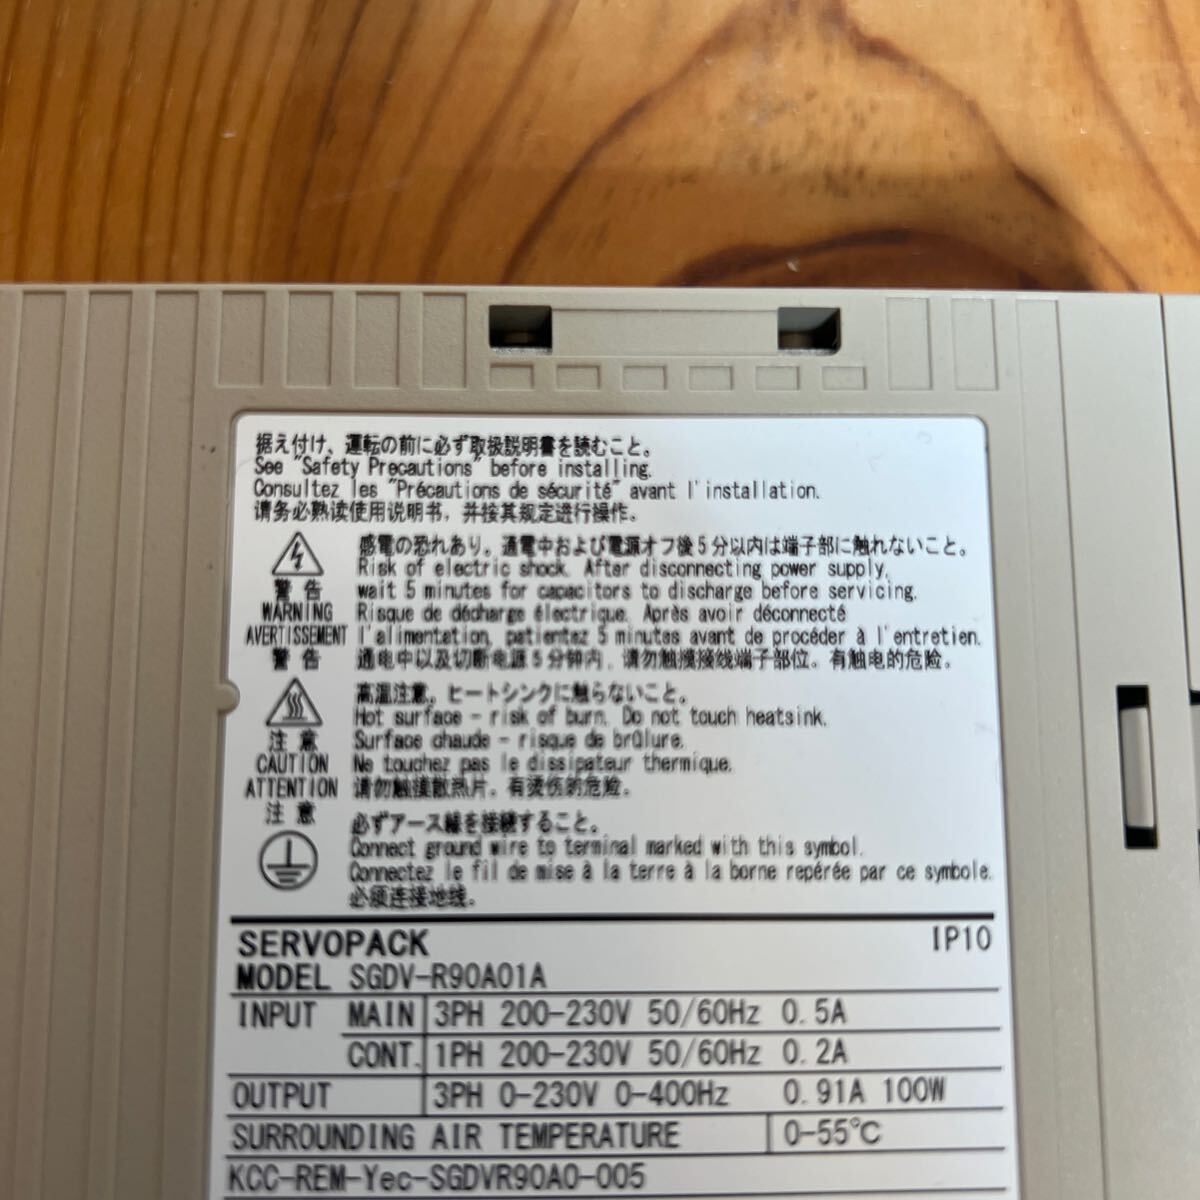 据え付け、運転の前に必ず取扱説明書を読むこと。
See "Safety Precautions" before installing.
Consultez les "Précautions de sécurité" avant l'installation.
请务必熟读使用说明书，并按其规定进行操作。
感電の恐れあり。通電中および電源オフ後5分以内は端子部に触れないこと。
Risk of electric shock. After disconnecting power supply,
警告 wait 5 minutes for capacitors to discharge before servicing.
WARNING Risque de décharge électrique. Après avoir déconnecté
AVERTISSEMENT l'alimentation, patientez 5 minutes avant de procéder à l'entretien.
警告 通电中以及切断电源5分钟内，请勿触摸接线端子部位。有触电的危险。
高温注意。ヒートシンクに触らないこと。
Hot surface - risk of burn. Do not touch heatsink.
注意 Surface chaude - risque de brûlure.
CAUTION Ne touchez pas le dissipateur thermique.
ATTENTION 请勿触摸散热片。有烫伤的危险。
注意
必ずアース線を接続すること。
Connect ground wire to terminal marked with this symbol.
Connectez le fil de mise à la terre à la borne repérée par ce symbole.
必须连接地线。
SERVOPACK IP10
MODEL SGDV-R90A01A
INPUT MAIN 3PH 200-230V 50/60Hz 0.5A
CONT. 1PH 200-230V 50/60Hz 0.2A
OUTPUT 3PH 0-230V 0-400Hz 0.91A 100W
SURROUNDING AIR TEMPERATURE 0-55℃
KCC-REM-Yec-SGDVR90A0-005